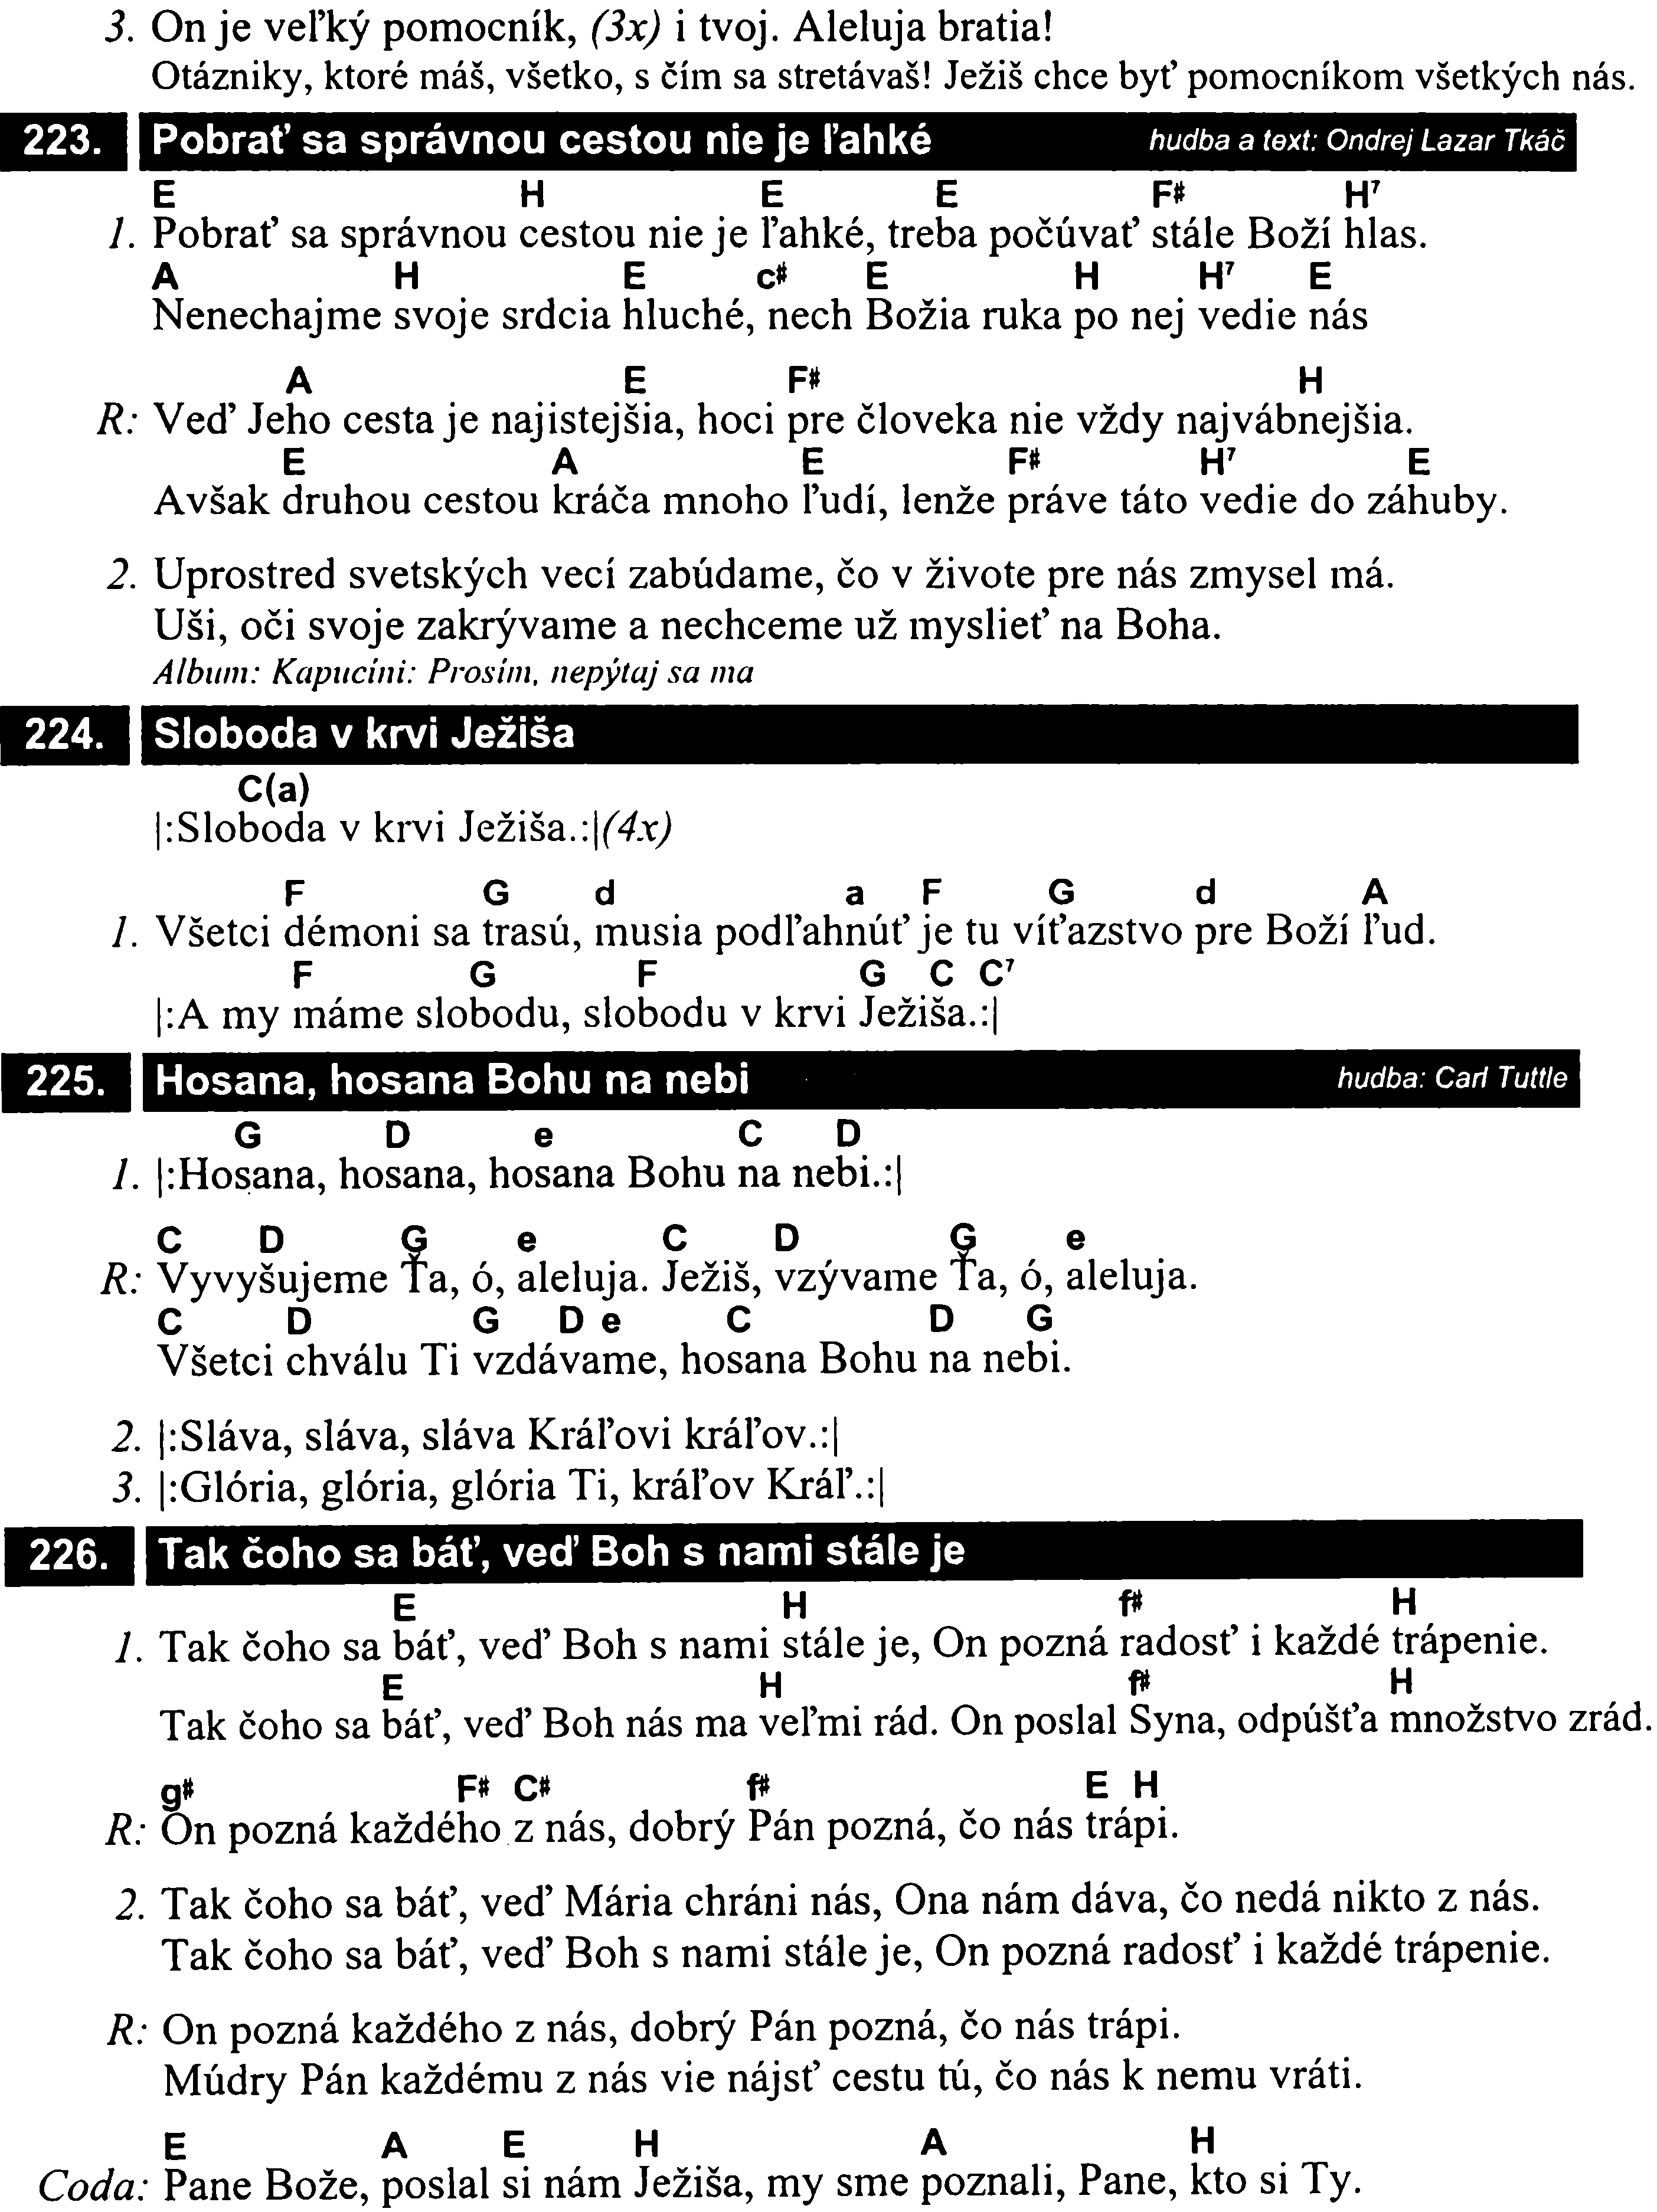 3. On je veľký pomocník, (3x) i tvoj. Aleluja bratia!
Otázniky, ktoré máš, všetko, s čím sa stretávaš! Ježiš chce byť pomocníkom všetkých nás.
223. Pobrať sa správnou cestou nie je ľahké hudba a text: Ondrej Lazar Tkáč
E H E E F# H7
1. Pobrať sa správnou cestou nie je ľahké, treba počúvať stále Boží hlas.
A H E c# E H H7 E
Nenechajme svoje srdcia hluché, nech Božia ruka po nej vedie nás
A E F# H
R: Veď Jeho cesta je najistejšia, hoci pre človeka nie vždy najvábnejšia.
E A E F# H7 E
Avšak druhou cestou kráča mnoho ľudí, lenže práve táto vedie do záhuby.
2. Uprostred svetských vecí zabúdame, čo v živote pre nás zmysel má.
Uši, oči svoje zakrývame a nechceme už myslieť na Boha.
Album: Kapucíni: Prosím, nepýtaj sa ma
224. Sloboda v krvi Ježiša
C(a)
|:Sloboda v krvi Ježiša.:|(4x)
F G d a F G d A
1. Všetci démoni sa trasú, musia podľahnúť je tu víťazstvo pre Boží ľud.
F G F G C C7
|:A my máme slobodu, slobodu v krvi Ježiša.:|
225. Hosana, hosana Bohu na nebi hudba: Carl Tuttle
G D e C D
1. |:Hosana, hosana, hosana Bohu na nebi.:|
C D G e C D G e
R: Vyvyšujeme Ťa, ó, aleluja. Ježiš, vzývame Ťa, ó, aleluja.
C D G D e C D G
Všetci chválu Ti vzdávame, hosana Bohu na nebi.
2. |:Sláva, sláva, sláva Kráľovi kráľov.:|
3. |:Glória, glória, glória Ti, kráľov Kráľ.:|
226. Tak čoho sa báť, veď Boh s nami stále je
E H f# H
1. Tak čoho sa báť, veď Boh s nami stále je, On pozná radosť i každé trápenie.
E H f# H
Tak čoho sa báť, veď Boh nás ma veľmi rád. On poslal Syna, odpúšťa množstvo zrád.
g# F# C# f# E H
R: On pozná každého z nás, dobrý Pán pozná, čo nás trápi.
2. Tak čoho sa báť, veď Mária chráni nás, Ona nám dáva, čo nedá nikto z nás.
Tak čoho sa báť, veď Boh s nami stále je, On pozná radosť i každé trápenie.
R: On pozná každého z nás, dobrý Pán pozná, čo nás trápi.
Múdry Pán každému z nás vie nájsť cestu tú, čo nás k nemu vráti.
E A E H A H
Coda: Pane Bože, poslal si nám Ježiša, my sme poznali, Pane, kto si Ty.